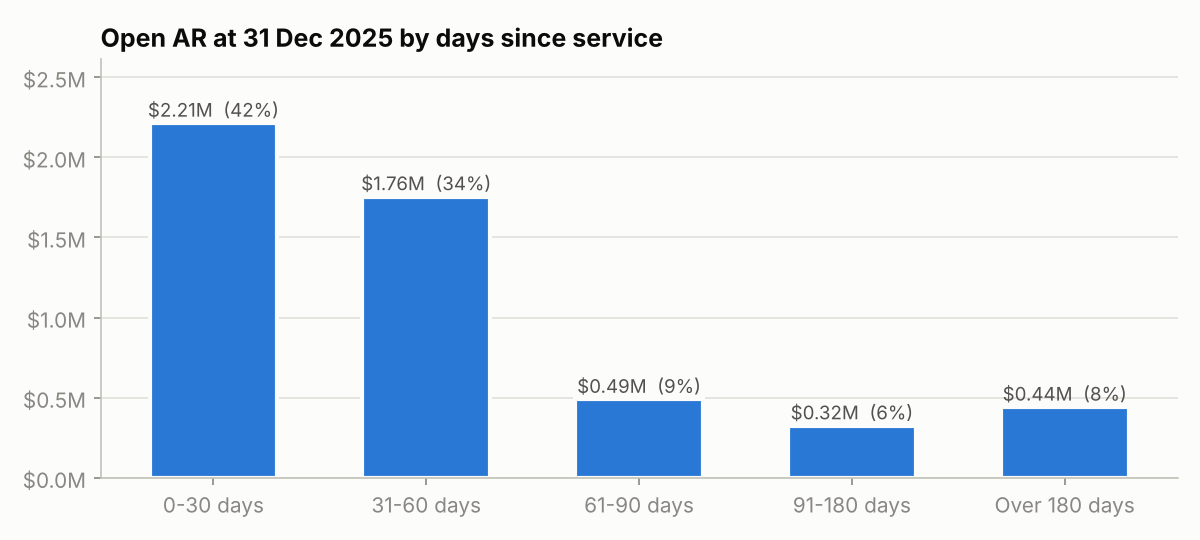 Open AR at 31 Dec 2025 by days since service
$2.5M
$2.0M
$1.5M
$1.0M
$0.5M
$0.0M
$2.21M (42%)
$1.76M (34%)
$0.49M (9%)
$0.32M (6%)
$0.44M (8%)
0-30 days
31-60 days
61-90 days
91-180 days
Over 180 days